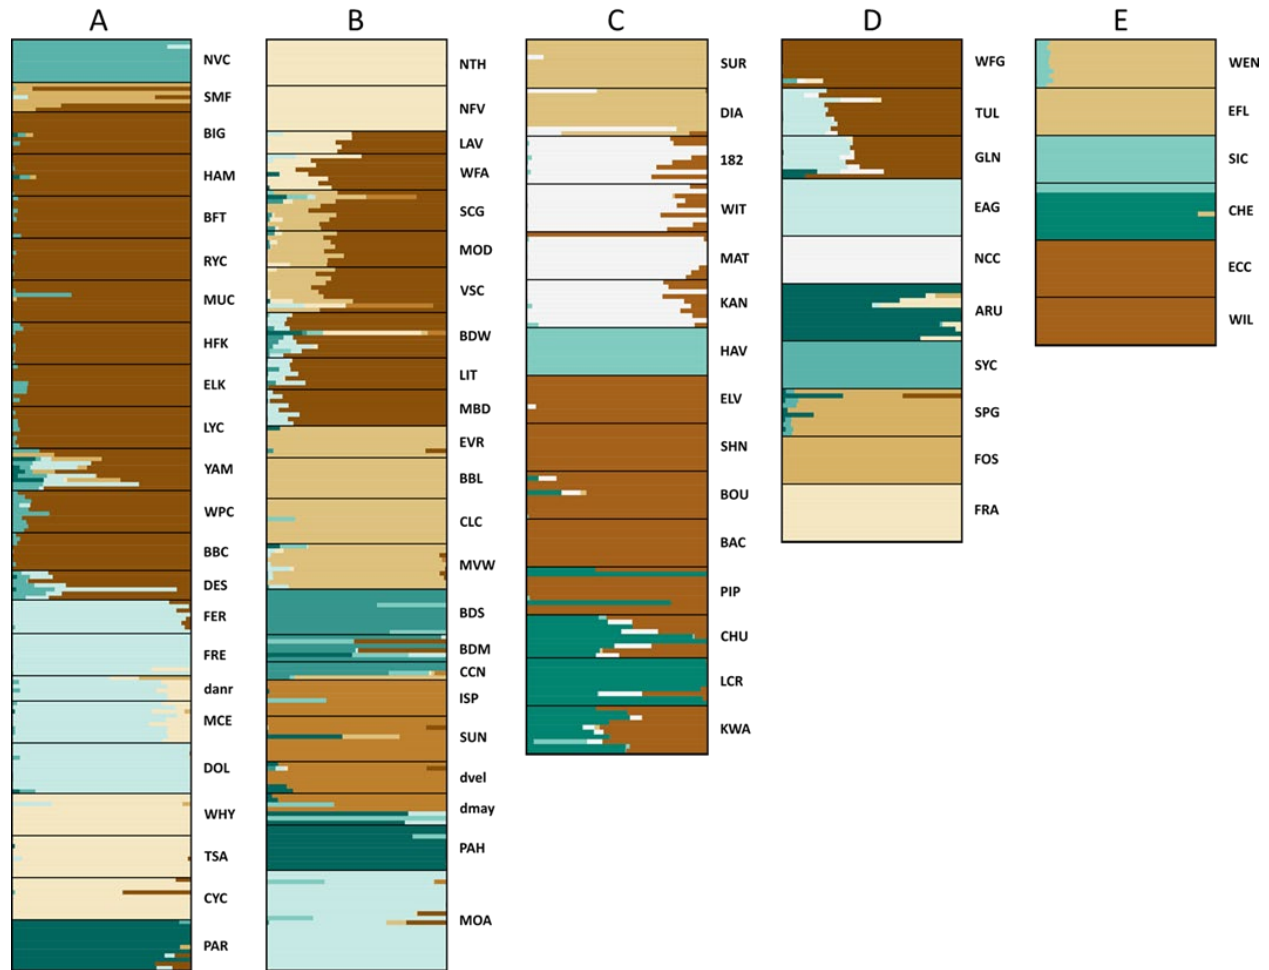 A
B
C
D
E
NVC
SMF
BIG
HAM
BFT
RYC
MUC
HFK
ELK
LYC
YAM
WPC
BBC
DES
FER
FRE
danr
MCE
DOL
WHY
TSA
CYC
PAR
NTH
NFV
LAV
WFA
SCG
MOD
VSC
BDW
LIT
MBD
EVR
BBL
CLC
MVW
BDS
BDM
CCN
ISP
SUN
dvel
dmay
PAH
MOA
SUR
DIA
182
WIT
MAT
KAN
HAV
ELV
SHN
BOU
BAC
PIP
CHU
LCR
KWA
WFG
TUL
GLN
EAG
NCC
ARU
SYC
SPG
FOS
FRA
WEN
EFL
SIC
CHE
ECC
WIL